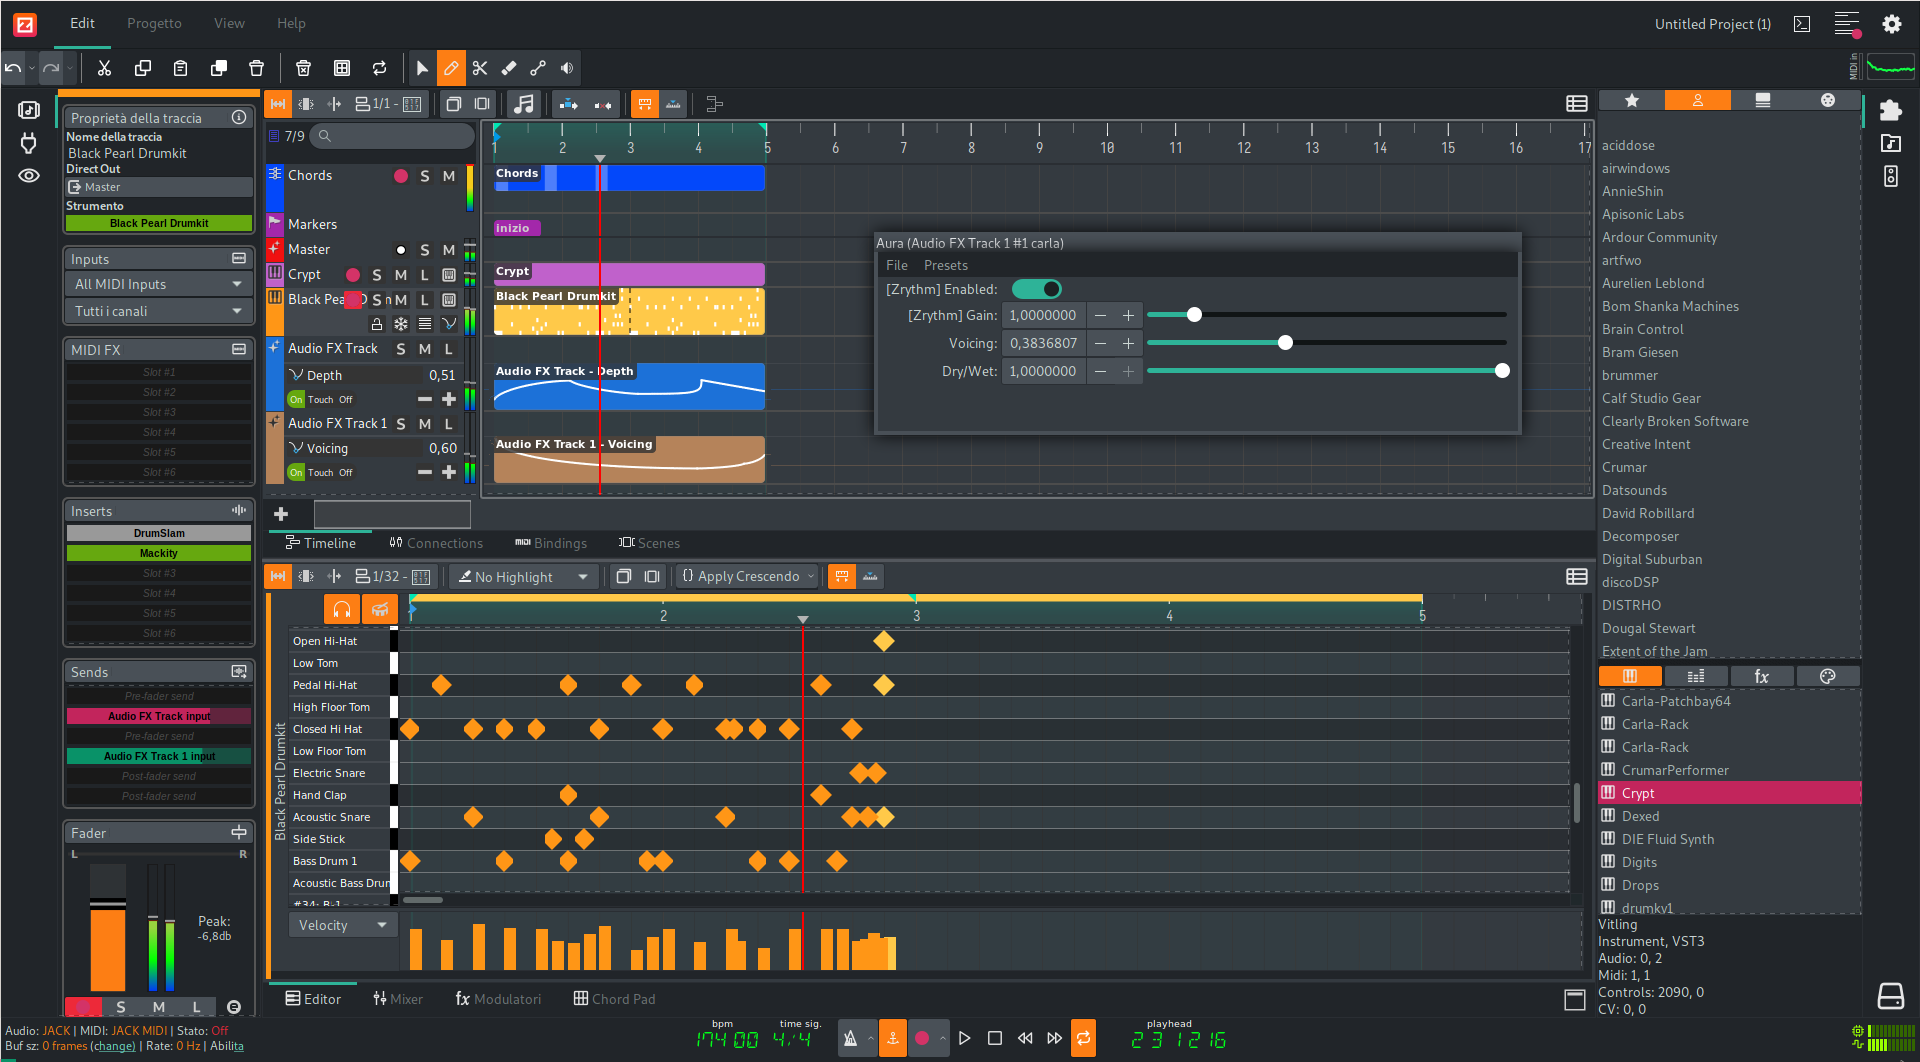 Edit Progetto View Help
Untitled Project (1)
MIDI in
Proprietà della traccia
Nome della traccia
Black Pearl Drumkit
Direct Out
Master
Strumento
Black Pearl Drumkit
Inputs
All MIDI Inputs
Tutti i canali
MIDI FX
Slot #1
Slot #2
Slot #3
Slot #4
Slot #5
Slot #6
Inserts
DrumSlam
Mackity
Slot #3
Slot #4
Slot #5
Slot #6
Sends
Pre-fader send
Audio FX Track input
Pre-fader send
Audio FX Track 1 input
Post-fader send
Post-fader send
Fader
L R
Peak:
-6,8db
S M L
1/1 -
7/9
Chords S M
Markers
Master S M
Crypt S M L
Black Pea S M L
Audio FX Track S M L
Depth 0,51
On Touch Off
Audio FX Track 1 S M L
Voicing 0,60
On Touch Off
1 2 3 4 5 6 7 8 9 10 11 12 13 14 15 16 17
Chords
inizio
Crypt
Black Pearl Drumkit
Audio FX Track - Depth
Audio FX Track 1 - Voicing
Aura (Audio FX Track 1 #1 carla)
File Presets
[Zrythm] Enabled:
[Zrythm] Gain: 1,0000000
Voicing: 0,3836807
Dry/Wet: 1,0000000
Timeline Connections Bindings Scenes
1/32 - No Highlight {} Apply Crescendo
1 2 3 4 5
Black Pearl Drumkit
Open Hi-Hat
Low Tom
Pedal Hi-Hat
High Floor Tom
Closed Hi Hat
Low Floor Tom
Electric Snare
Hand Clap
Acoustic Snare
Side Stick
Bass Drum 1
Acoustic Bass Drum
#34: B♭1
Velocity
Editor Mixer fx Modulatori Chord Pad
aciddose
airwindows
AnnieShin
Apisonic Labs
Ardour Community
artfwo
Aurelien Leblond
Bom Shanka Machines
Brain Control
Bram Giesen
brummer
Calf Studio Gear
Clearly Broken Software
Creative Intent
Crumar
Datsounds
David Robillard
Decomposer
Digital Suburban
discoDSP
DISTRHO
Dougal Stewart
Extent of the Jam
fx
Carla-Patchbay64
Carla-Rack
Carla-Rack
CrumarPerformer
Crypt
Dexed
DIE Fluid Synth
Digits
Drops
drumkv1
Vitling
Instrument, VST3
Audio: 0, 2
Midi: 1, 1
Controls: 2090, 0
CV: 0, 0
Audio: JACK | MIDI: JACK MIDI | Stato: Off
Buf sz: 0 frames (change) | Rate: 0 Hz | Abilita
bpm time sig. playhead
174 00 4/4 2 3 1 216